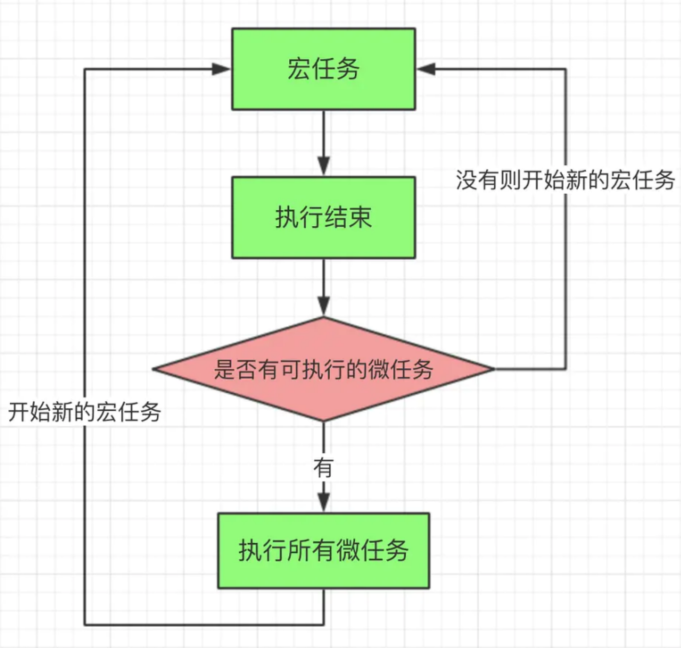 宏任务
没有则开始新的宏任务
执行结束
是否有可执行的微任务
开始新的宏任务
有
执行所有微任务